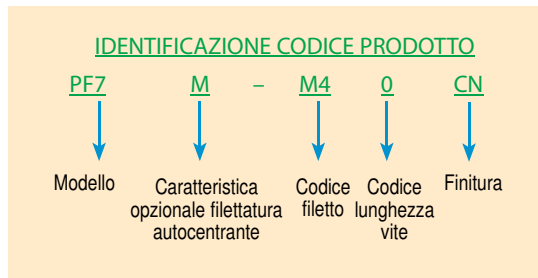 IDENTIFICAZIONE CODICE PRODOTTO
PF7 M – M4 0 CN
Modello
Caratteristica
opzionale filettatura
autocentrante
Codice
filetto
Codice
lunghezza
vite
Finitura